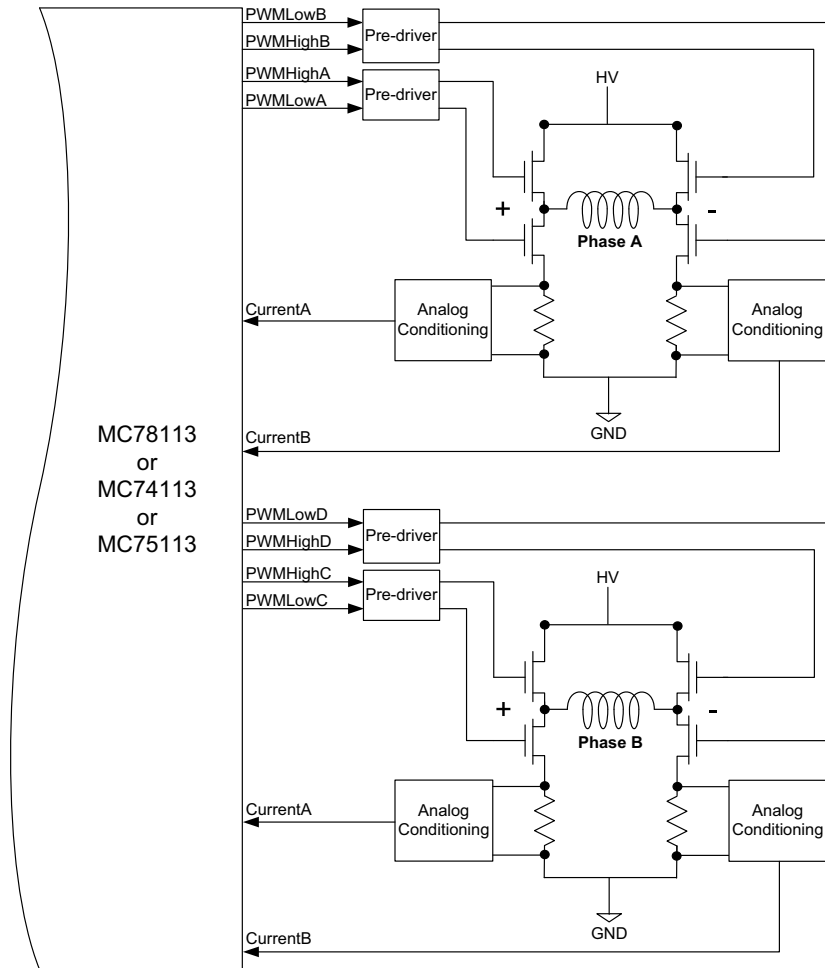 PWMLowB
PWMHighB
Pre-driver
PWMHighA
PWMLowA
Pre-driver
HV
+
-
Phase A
CurrentA
Analog
Conditioning
Analog
Conditioning
GND
CurrentB
MC78113
or
MC74113
or
MC75113
PWMLowD
PWMHighD
Pre-driver
PWMHighC
PWMLowC
Pre-driver
HV
+
-
Phase B
CurrentA
Analog
Conditioning
Analog
Conditioning
GND
CurrentB